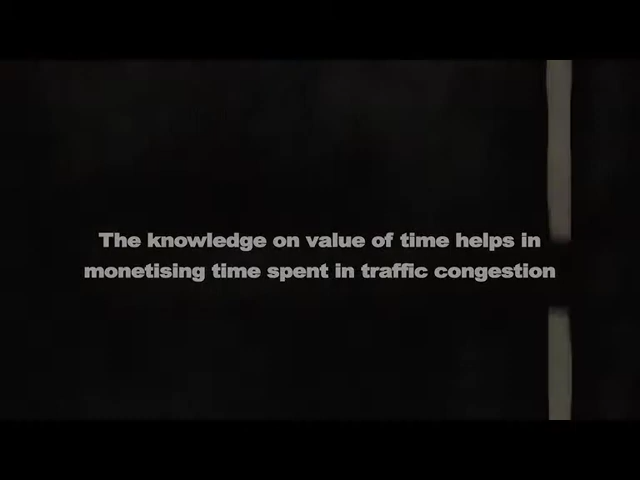 The knowledge on value of time helps in
monetising time spent in traffic congestion